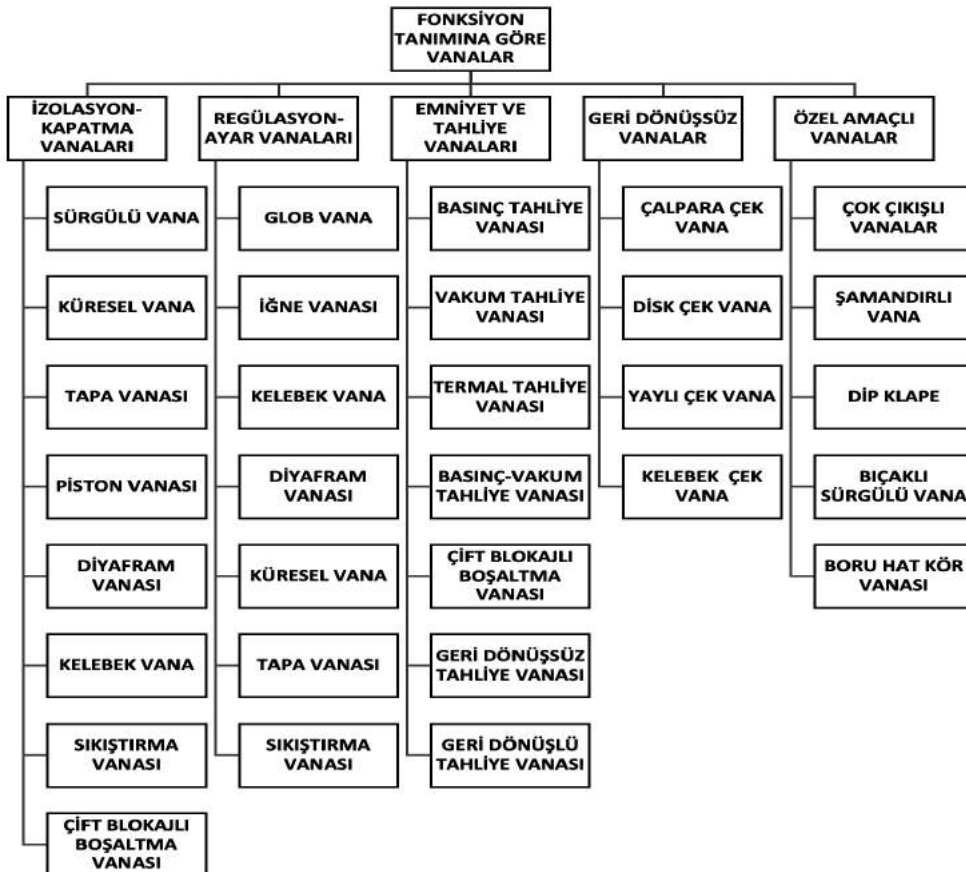 FONKSİYON
TANIMINA GÖRE
VANALAR
İZOLASYON-
KAPATMA
VANALARI
SÜRGÜLÜ VANA
KÜRESEL VANA
TAPA VANASI
PİSTON VANASI
DİYAFRAM
VANASI
KELEBEK VANA
SIKIŞTIRMA
VANASI
ÇİFT BLOKAJLI
BOŞALTMA
VANASI
REGÜLASYON-
AYAR VANALARI
GLOB VANA
İĞNE VANASI
KELEBEK VANA
DİYAFRAM
VANASI
KÜRESEL VANA
TAPA VANASI
SIKIŞTIRMA
VANASI
EMNİYET VE
TAHLİYE
VANALARI
BASINÇ TAHLİYE
VANASI
VAKUM TAHLİYE
VANASI
TERMAL TAHLİYE
VANASI
BASINÇ-VAKUM
TAHLİYE VANASI
ÇİFT BLOKAJLI
BOŞALTMA
VANASI
GERİ DÖNÜŞSÜZ
TAHLİYE VANASI
GERİ DÖNÜŞLÜ
TAHLİYE VANASI
GERİ DÖNÜŞSÜZ
VANALAR
ÇALPARA ÇEK
VANA
DİSK ÇEK VANA
YAYLI ÇEK VANA
KELEBEK ÇEK
VANA
ÖZEL AMAÇLI
VANALAR
ÇOK ÇIKIŞLI
VANALAR
ŞAMANDIRLI
VANA
DİP KLAPE
BIÇAKLI
SÜRGÜLÜ VANA
BORU HAT KÖR
VANASI